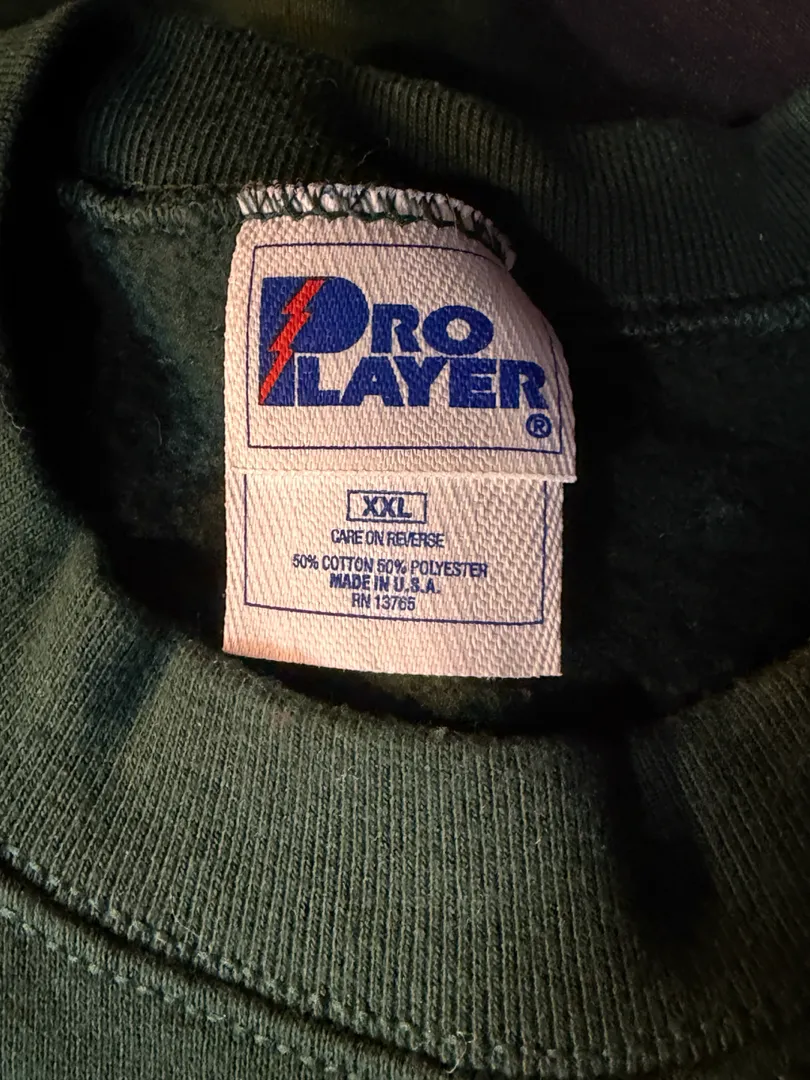 PRO
PLAYER
®
XXL
CARE ON REVERSE
50% COTTON 50% POLYESTER
MADE IN U.S.A.
RN 13765